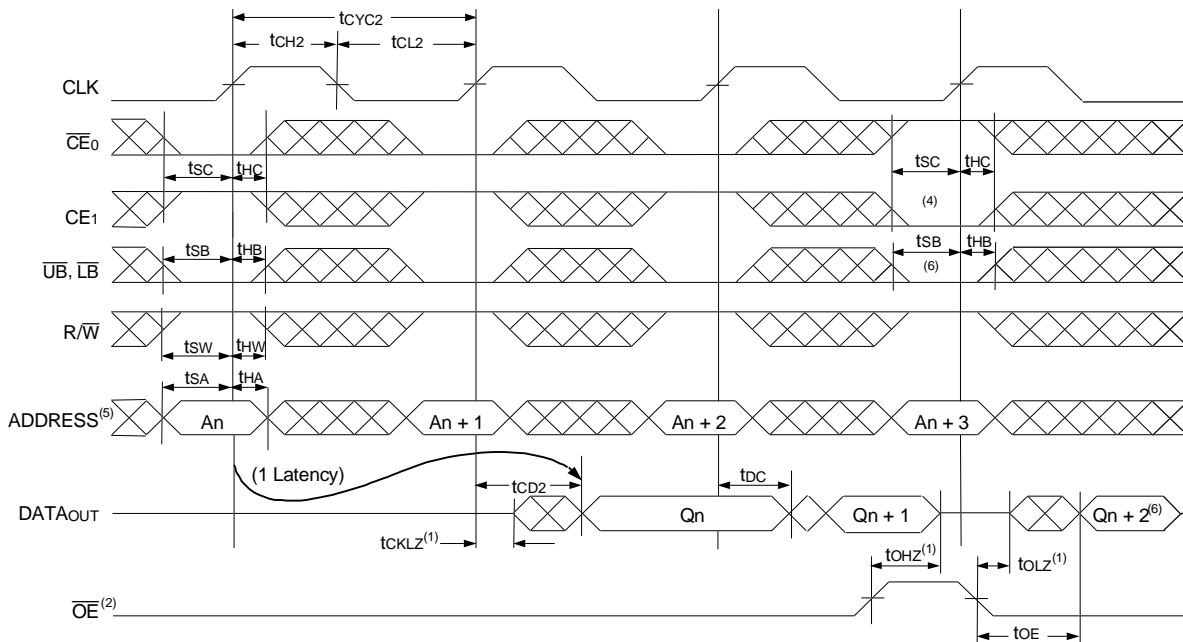 tCYC2
tCH2 tCL2
CLK
CE0
tSC tHC tSC tHC
CE1 (4)
UB, LB tSB tHB tSB tHB
(6)
R/W
tSW tHW
tSA tHA
ADDRESS(5) An An + 1 An + 2 An + 3
(1 Latency) tCD2 tDC
DATAOUT Qn Qn + 1 Qn + 2(6)
tCKLZ(1) tOHZ(1) tOLZ(1)
OE(2)
tOE